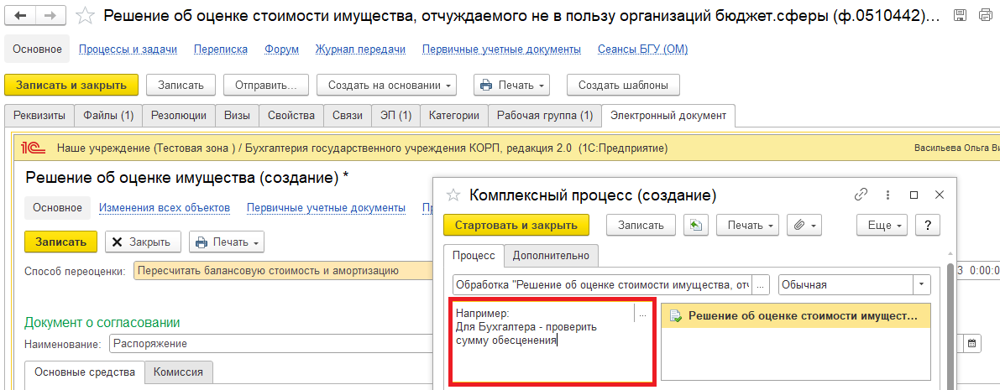 Решение об оценке стоимости имущества, отчуждаемого не в пользу организаций бюджет.сферы (ф.0510442)...
Основное Процессы и задачи Переписка Форум Журнал передачи Первичные учетные документы Сеансы БГУ (ОМ)
Записать и закрыть Записать Отправить... Создать на основании Печать Создать шаблоны
Реквизиты Файлы (1) Резолюции Визы Свойства Связи ЭП (1) Категории Рабочая группа (1) Электронный документ
1С Наше учреждение (Тестовая зона ) / Бухгалтерия государственного учреждения КОРП, редакция 2.0 (1С:Предприятие) Васильева Ольга Ви
Решение об оценке имущества (создание) *
Основное Изменения всех объектов Первичные учетные документы
Записать Закрыть Печать
Способ переоценки: Пересчитать балансовую стоимость и амортизацию
3 0:00:0
Документ о согласовании
Наименование: Распоряжение
Основные средства Комиссия
Комплексный процесс (создание)
Стартовать и закрыть Записать Печать Еще ?
Процесс Дополнительно
Обработка "Решение об оценке стоимости имущества, отч ... Обычная
Например: ...
Для Бухгалтера - проверить
сумму обесценения
Решение об оценке стоимости имущест...